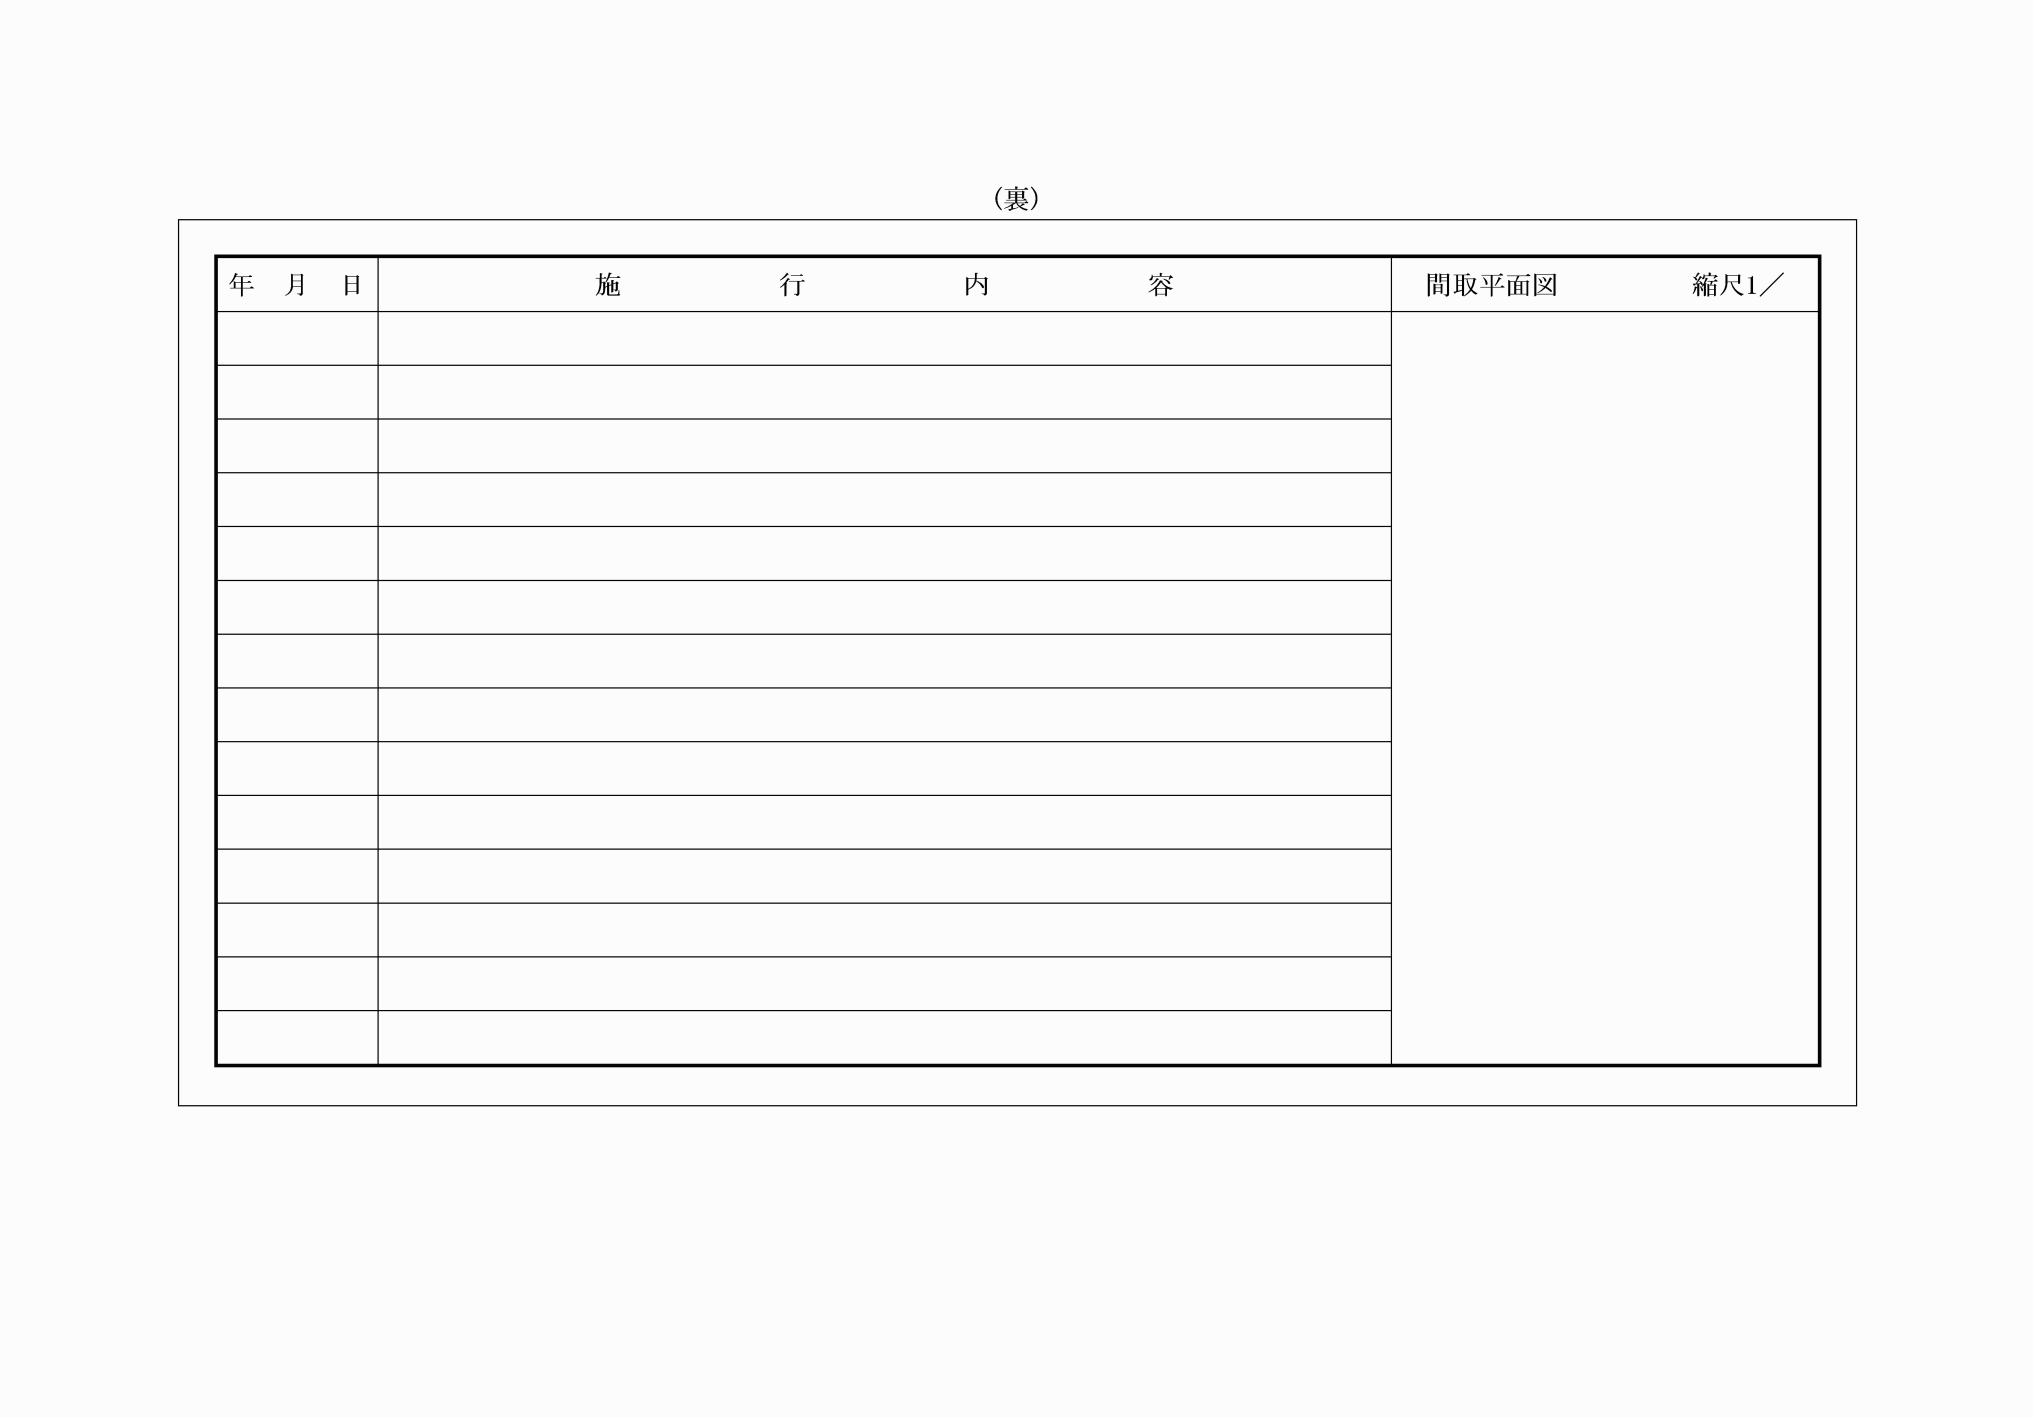 （裏）
年 月 日 施 行 内 容 間取平面図 縮尺1／